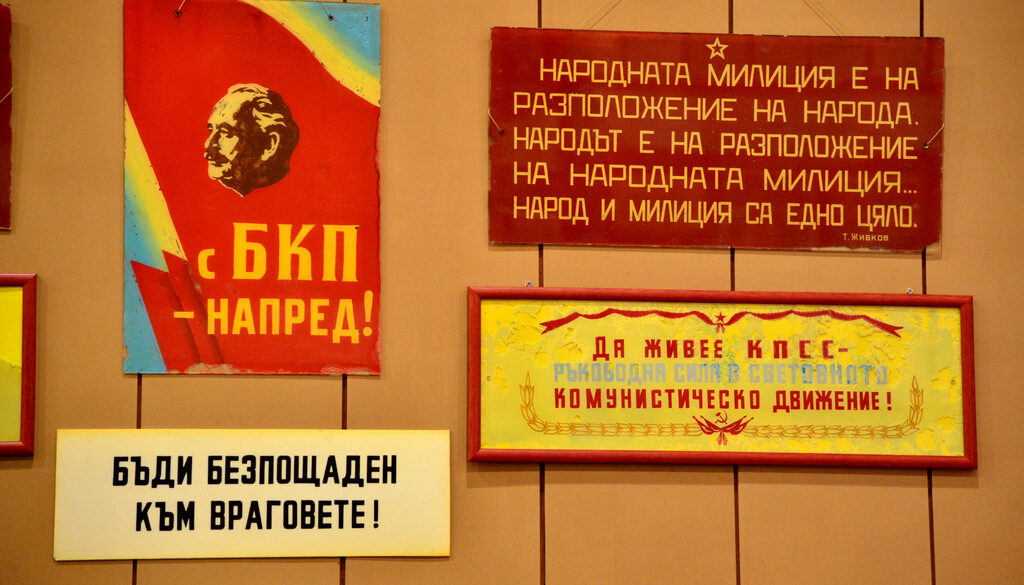 с БКП
– НАПРЕД!
НАРОДНАТА МИЛИЦИЯ Е НА
РАЗПОЛОЖЕНИЕ НА НАРОДА.
НАРОДЪТ Е НА РАЗПОЛОЖЕНИЕ
НА НАРОДНАТА МИЛИЦИЯ...
НАРОД И МИЛИЦИЯ СА ЕДНО ЦЯЛО.
Т. ЖИВКОВ
ДА ЖИВЕЕ КПСС-
РЪКОВОДНА СИЛА В СВЕТОВНОТО
КОМУНИСТИЧЕСКО ДВИЖЕНИЕ!
БЪДИ БЕЗПОЩАДЕН
КЪМ ВРАГОВЕТЕ!